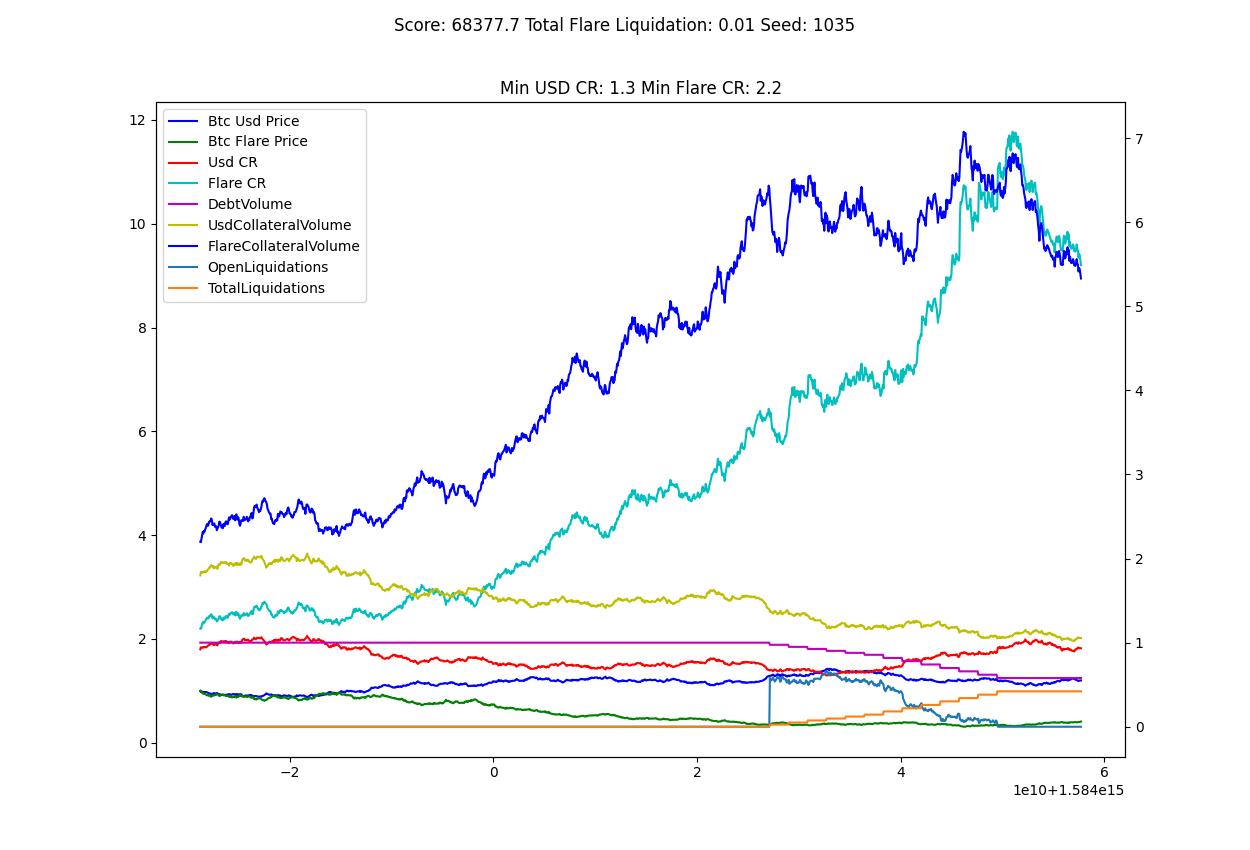 Score: 68377.7 Total Flare Liquidation: 0.01 Seed: 1035
Min USD CR: 1.3 Min Flare CR: 2.2
Btc Usd Price
Btc Flare Price
Usd CR
Flare CR
DebtVolume
UsdCollateralVolume
FlareCollateralVolume
OpenLiquidations
TotalLiquidations
12
10
8
6
4
2
0
7
6
5
4
3
2
1
0
−2
0
2
4
6
1e10+1.584e15